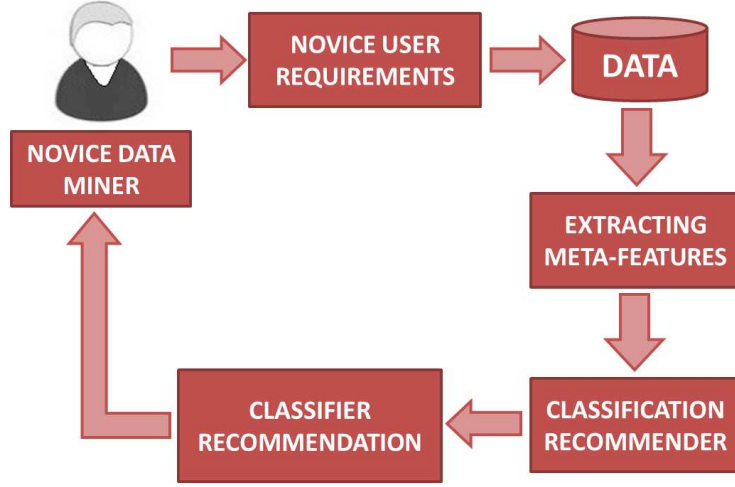 NOVICE USER
REQUIREMENTS
DATA
NOVICE DATA
MINER
EXTRACTING
META-FEATURES
CLASSIFIER
RECOMMENDATION
CLASSIFICATION
RECOMMENDER